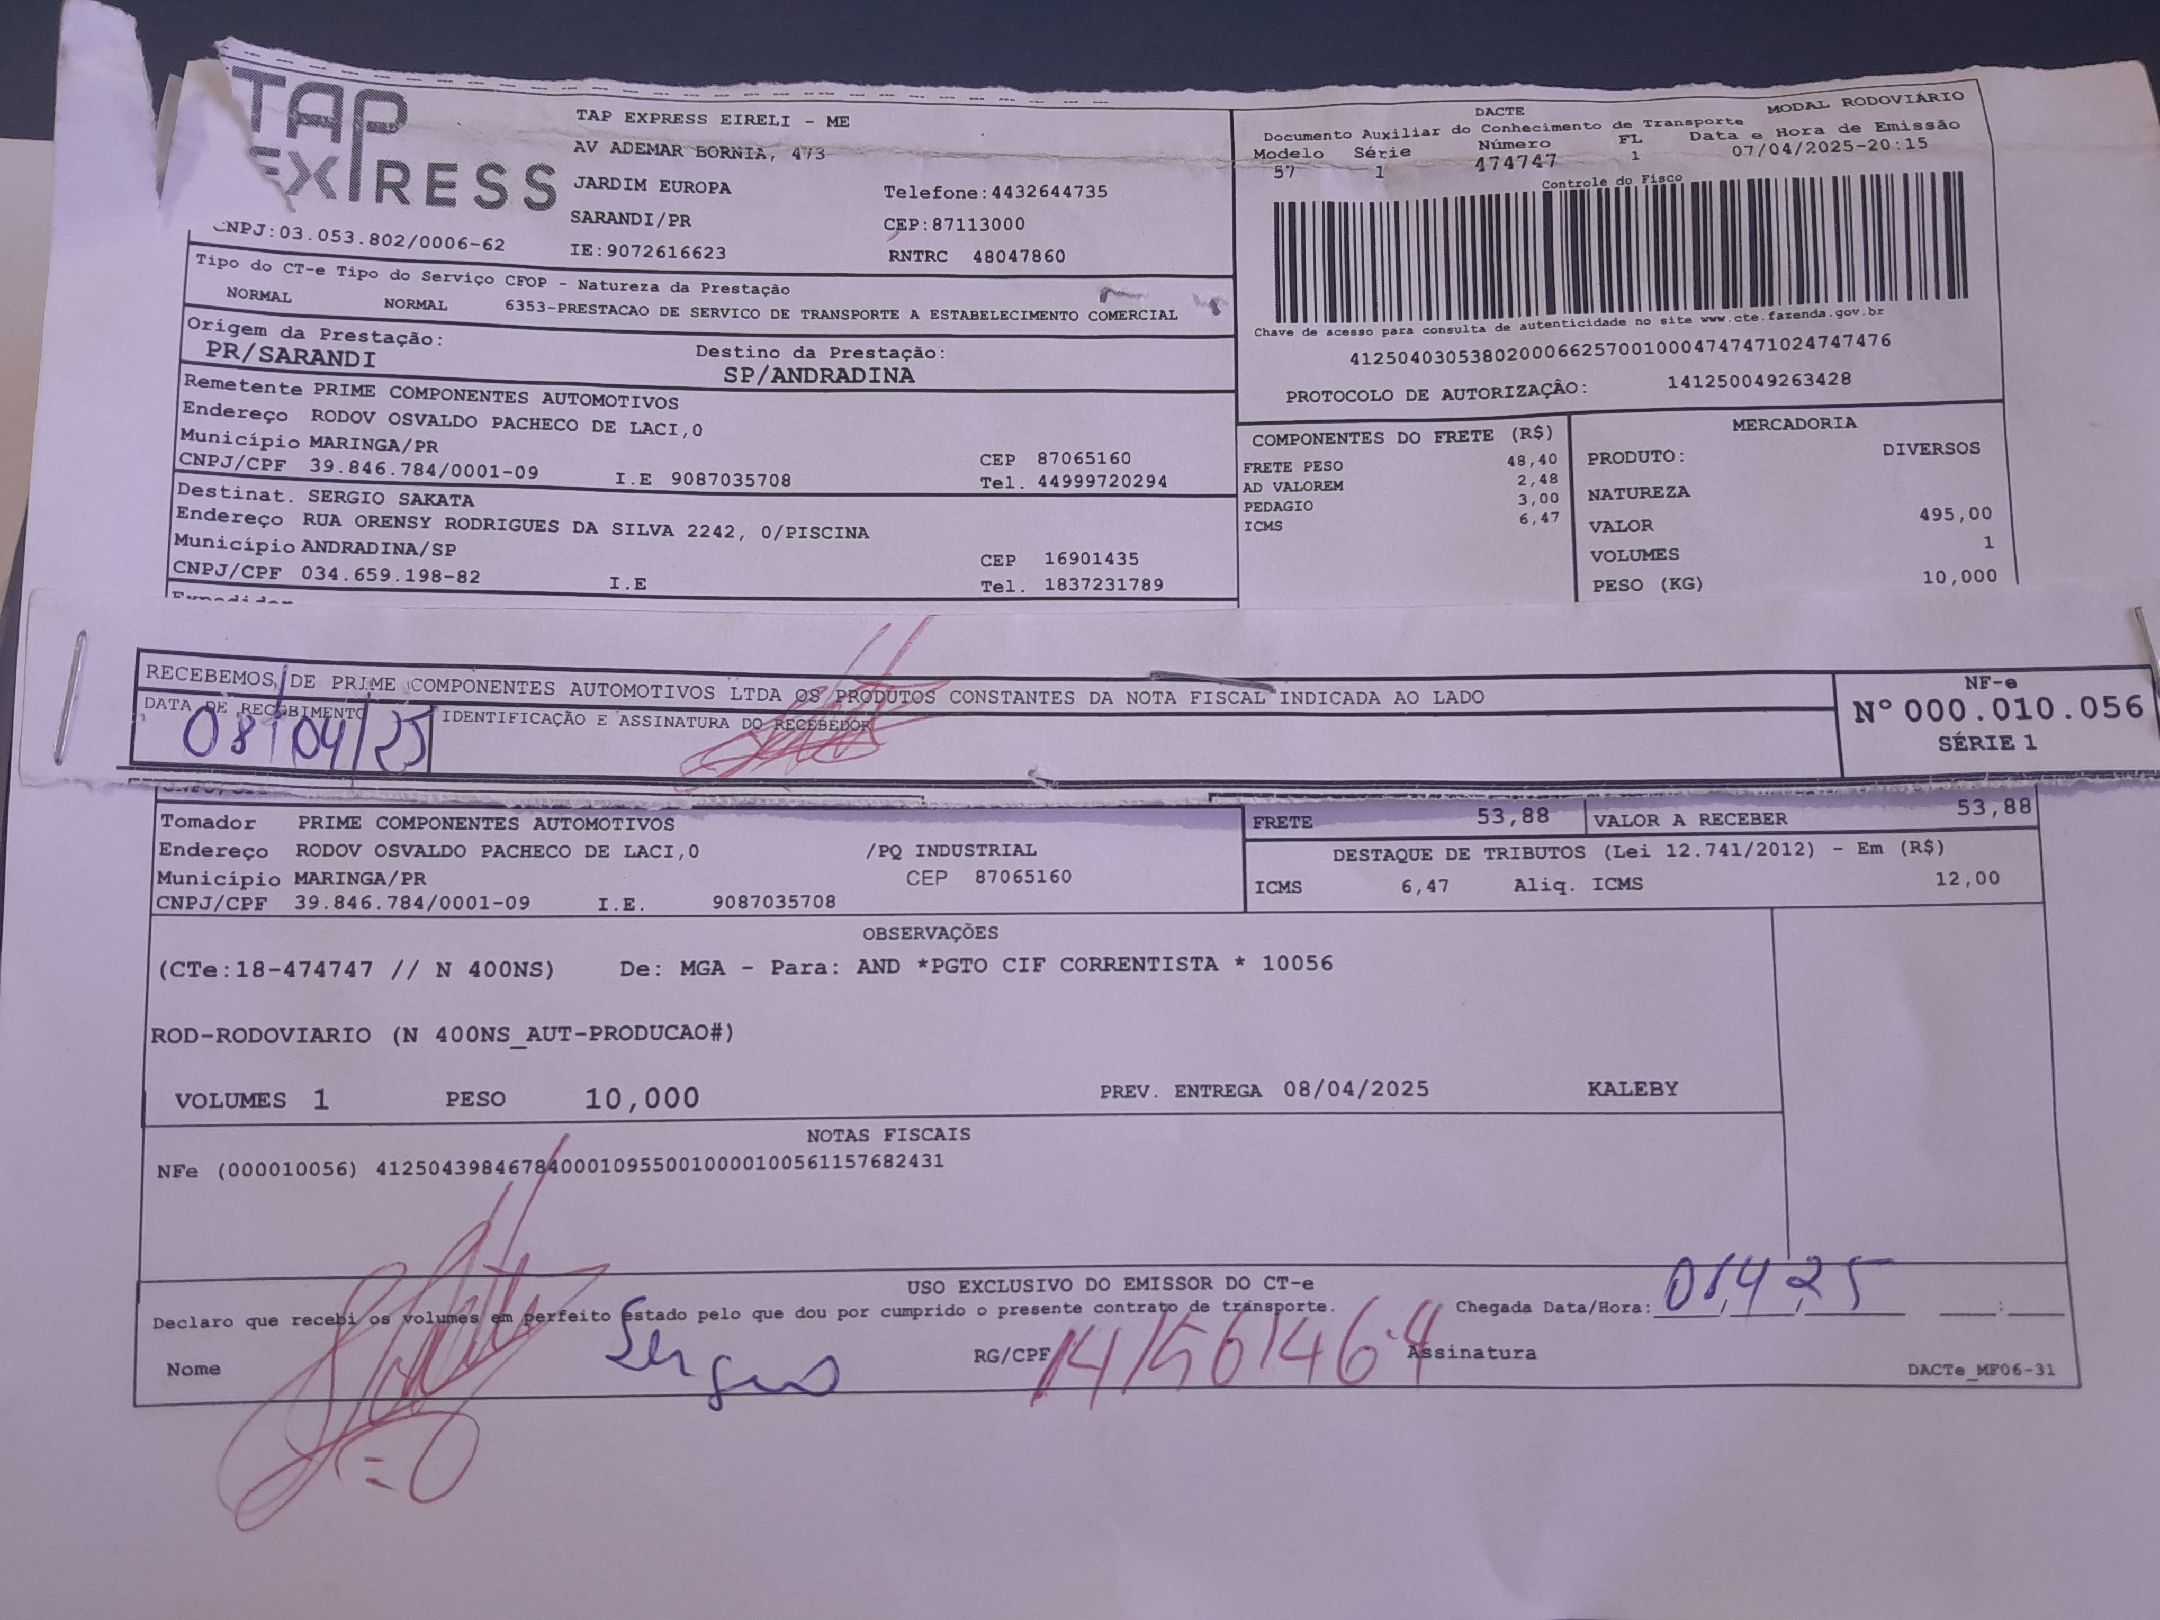 TAP EXPRESS
TAP EXPRESS EIRELI - ME
AV ADEMAR BORNIA, 473
JARDIM EUROPA Telefone:4432644735
SARANDI/PR CEP:87113000
CNPJ:03.053.802/0006-62 IE:9072616623 RNTRC 48047860
DACTE MODAL RODOVIÁRIO
Documento Auxiliar do Conhecimento de Transporte
Modelo Série Número FL Data e Hora de Emissão
57 1 474747 1 07/04/2025-20:15
Controle do Fisco
Chave de acesso para consulta de autenticidade no site www.cte.fazenda.gov.br
41250403053802000662570010004747471024747476
PROTOCOLO DE AUTORIZAÇÃO: 141250049263428
Tipo do CT-e Tipo do Serviço CFOP - Natureza da Prestação
NORMAL NORMAL 6353-PRESTACAO DE SERVICO DE TRANSPORTE A ESTABELECIMENTO COMERCIAL
Origem da Prestação: Destino da Prestação:
PR/SARANDI SP/ANDRADINA
Remetente PRIME COMPONENTES AUTOMOTIVOS
Endereço RODOV OSVALDO PACHECO DE LACI,0
Município MARINGA/PR CEP 87065160
CNPJ/CPF 39.846.784/0001-09 I.E 9087035708 Tel. 44999720294
Destinat. SERGIO SAKATA
Endereço RUA ORENSY RODRIGUES DA SILVA 2242, 0/PISCINA
Município ANDRADINA/SP CEP 16901435
CNPJ/CPF 034.659.198-82 I.E Tel. 1837231789
COMPONENTES DO FRETE (R$)
FRETE PESO 48,40
AD VALOREM 2,48
PEDAGIO 3,00
ICMS 6,47
MERCADORIA
PRODUTO: DIVERSOS
NATUREZA
VALOR 495,00
VOLUMES 1
PESO (KG) 10,000
RECEBEMOS DE PRIME COMPONENTES AUTOMOTIVOS LTDA OS PRODUTOS CONSTANTES DA NOTA FISCAL INDICADA AO LADO
DATA DE RECEBIMENTO IDENTIFICAÇÃO E ASSINATURA DO RECEBEDOR
08/04/25
NF-e
Nº 000.010.056
SÉRIE 1
Tomador PRIME COMPONENTES AUTOMOTIVOS
Endereço RODOV OSVALDO PACHECO DE LACI,0 /PQ INDUSTRIAL
Município MARINGA/PR CEP 87065160
CNPJ/CPF 39.846.784/0001-09 I.E. 9087035708
FRETE 53,88 VALOR A RECEBER 53,88
DESTAQUE DE TRIBUTOS (Lei 12.741/2012) - Em (R$)
ICMS 6,47 Aliq. ICMS 12,00
OBSERVAÇÕES
(CTe:18-474747 // N 400NS) De: MGA - Para: AND *PGTO CIF CORRENTISTA * 10056
ROD-RODOVIARIO (N 400NS_AUT-PRODUCAO#)
VOLUMES 1 PESO 10,000 PREV. ENTREGA 08/04/2025 KALEBY
NOTAS FISCAIS
NFe (000010056) 41250439846784000109550010000100561157682431
USO EXCLUSIVO DO EMISSOR DO CT-e
Declaro que recebi os volumes em perfeito estado pelo que dou por cumprido o presente contrato de transporte. Chegada Data/Hora:
Nome Sergio RG/CPF Assinatura
DACTe_MF06-31